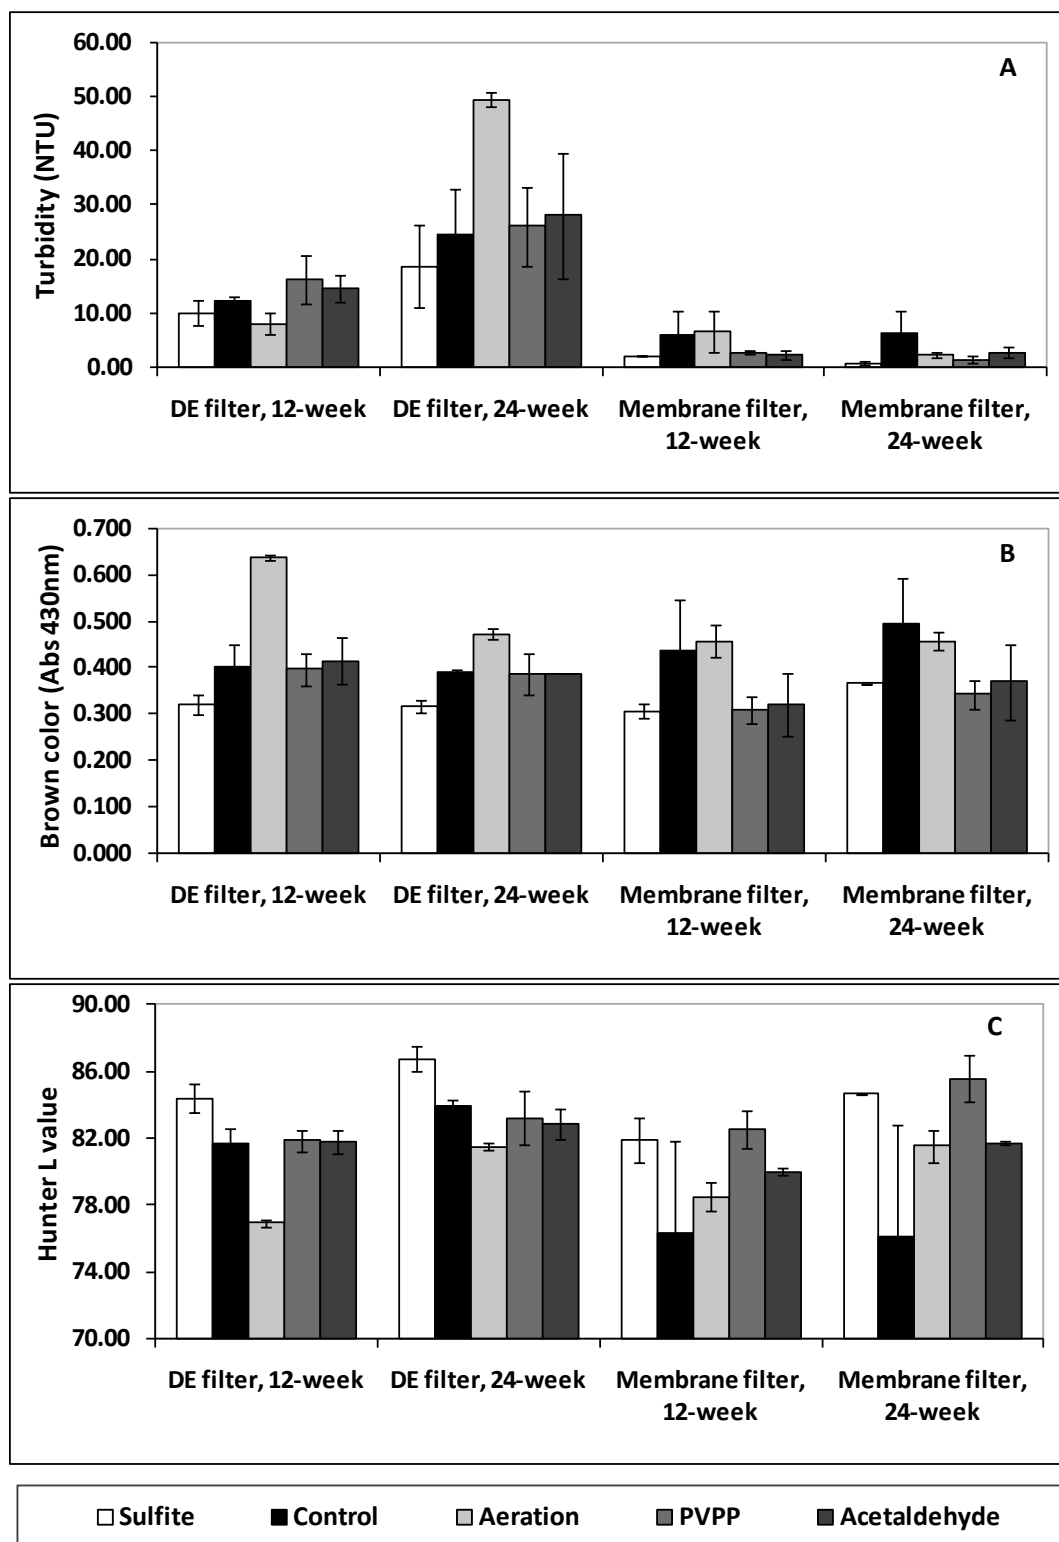 A
Turbidity (NTU)
60.00
50.00
40.00
30.00
20.00
10.00
0.00
DE filter, 12-week DE filter, 24-week Membrane filter, Membrane filter,
12-week 24-week
B
Brown color (Abs 430nm)
0.700
0.600
0.500
0.400
0.300
0.200
0.100
0.000
DE filter, 12-week DE filter, 24-week Membrane filter, Membrane filter,
12-week 24-week
C
Hunter L value
90.00
86.00
82.00
78.00
74.00
70.00
DE filter, 12-week DE filter, 24-week Membrane filter, Membrane filter,
12-week 24-week
Sulfite Control Aeration PVPP Acetaldehyde